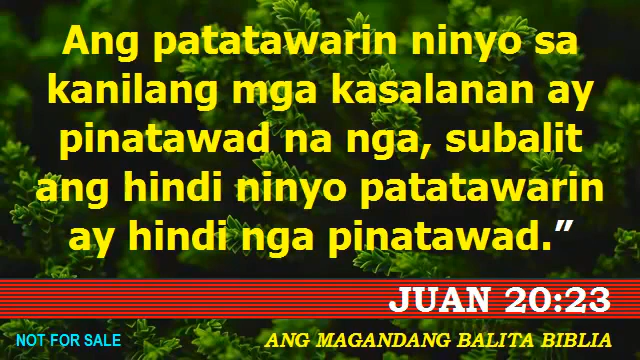 Ang patatawarin ninyo sa
kanilang mga kasalanan ay
pinatawad na nga, subalit
ang hindi ninyo patatawarin
ay hindi nga pinatawad.”
JUAN 20:23
NOT FOR SALE
ANG MAGANDANG BALITA BIBLIA